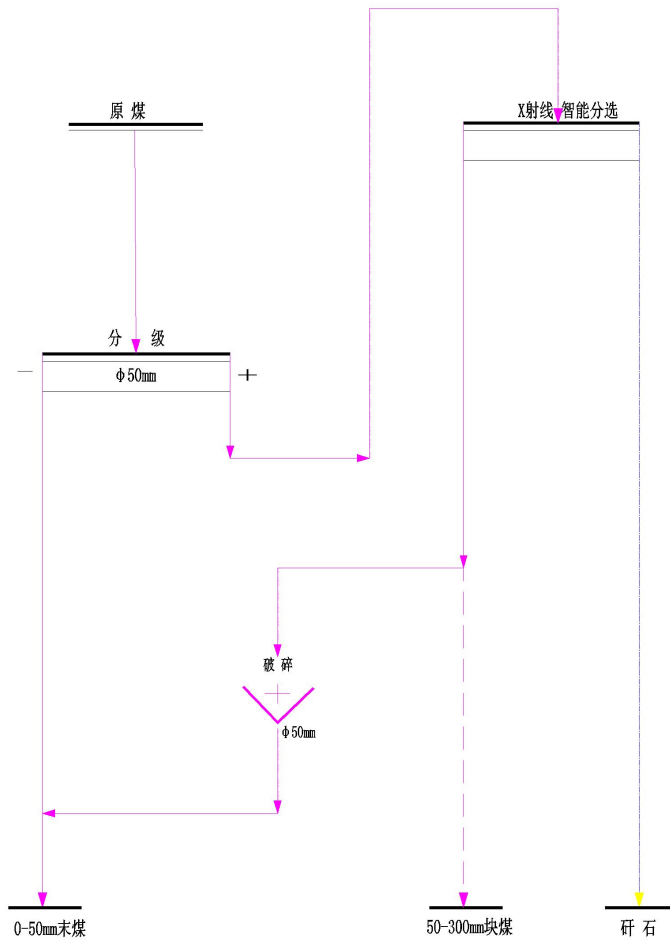 原 煤
X射线 智能分选
分 级
－
φ50mm
+
破 碎
+
φ50mm
0-50mm末煤
50-300mm块煤
矸 石